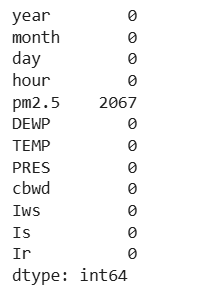 year 0
month 0
day 0
hour 0
pm2.5 2067
DEWP 0
TEMP 0
PRES 0
cbwd 0
Iws 0
Is 0
Ir 0
dtype: int64